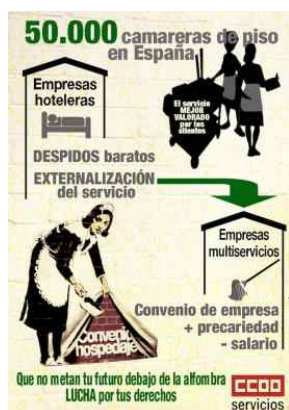 50.000 camareras de piso
en España
Empresas
hoteleras
El servicio
MEJOR
VALORADO
por los
clientes
DESPIDOS baratos
EXTERNALIZACIÓN
del servicio
Empresas
multiservicios
Convenio
hospedaje
Convenio de empresa
+ precariedad
- salario
Que no metan tu futuro debajo de la alfombra
LUCHA por tus derechos
CCOO
servicios